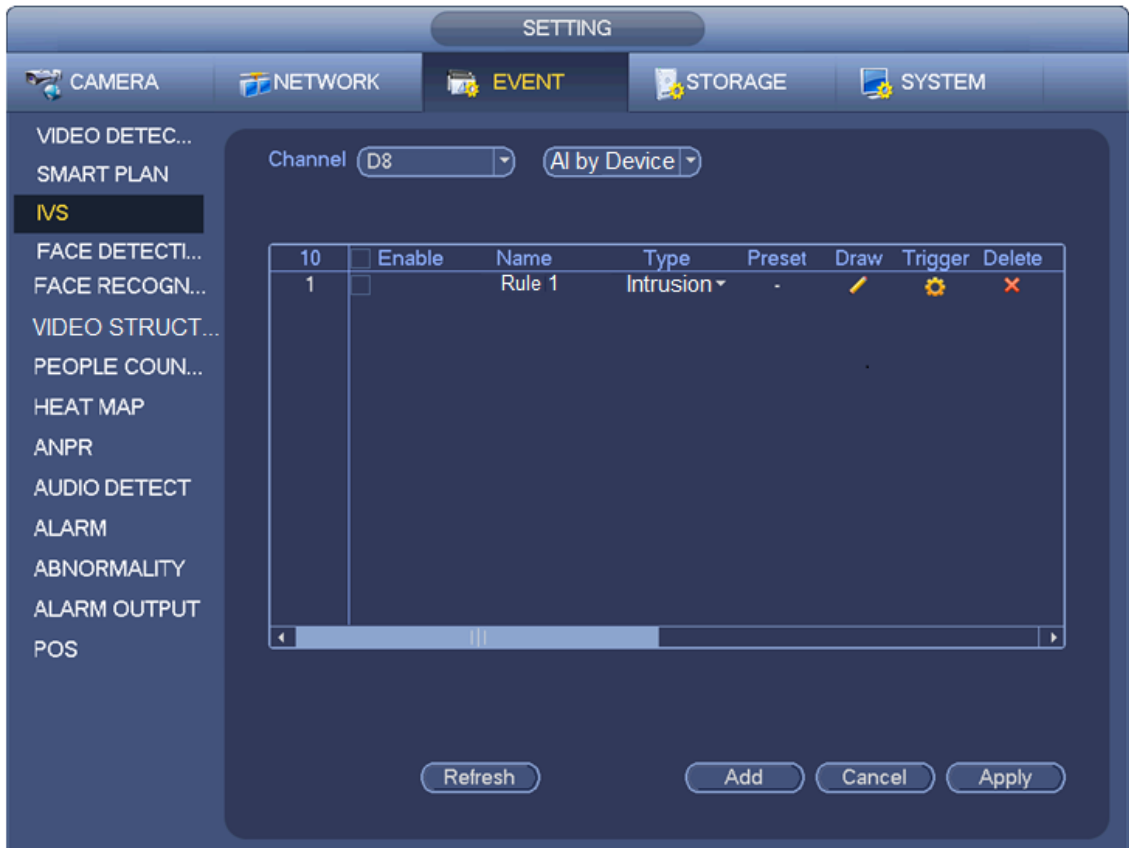 SETTING
CAMERA NETWORK EVENT STORAGE SYSTEM
VIDEO DETEC...
SMART PLAN
IVS
FACE DETECTI...
FACE RECOGN...
VIDEO STRUCT...
PEOPLE COUN...
HEAT MAP
ANPR
AUDIO DETECT
ALARM
ABNORMALITY
ALARM OUTPUT
POS
Channel D8 AI by Device
10 Enable Name Type Preset Draw Trigger Delete
1 Rule 1 Intrusion -
Refresh Add Cancel Apply